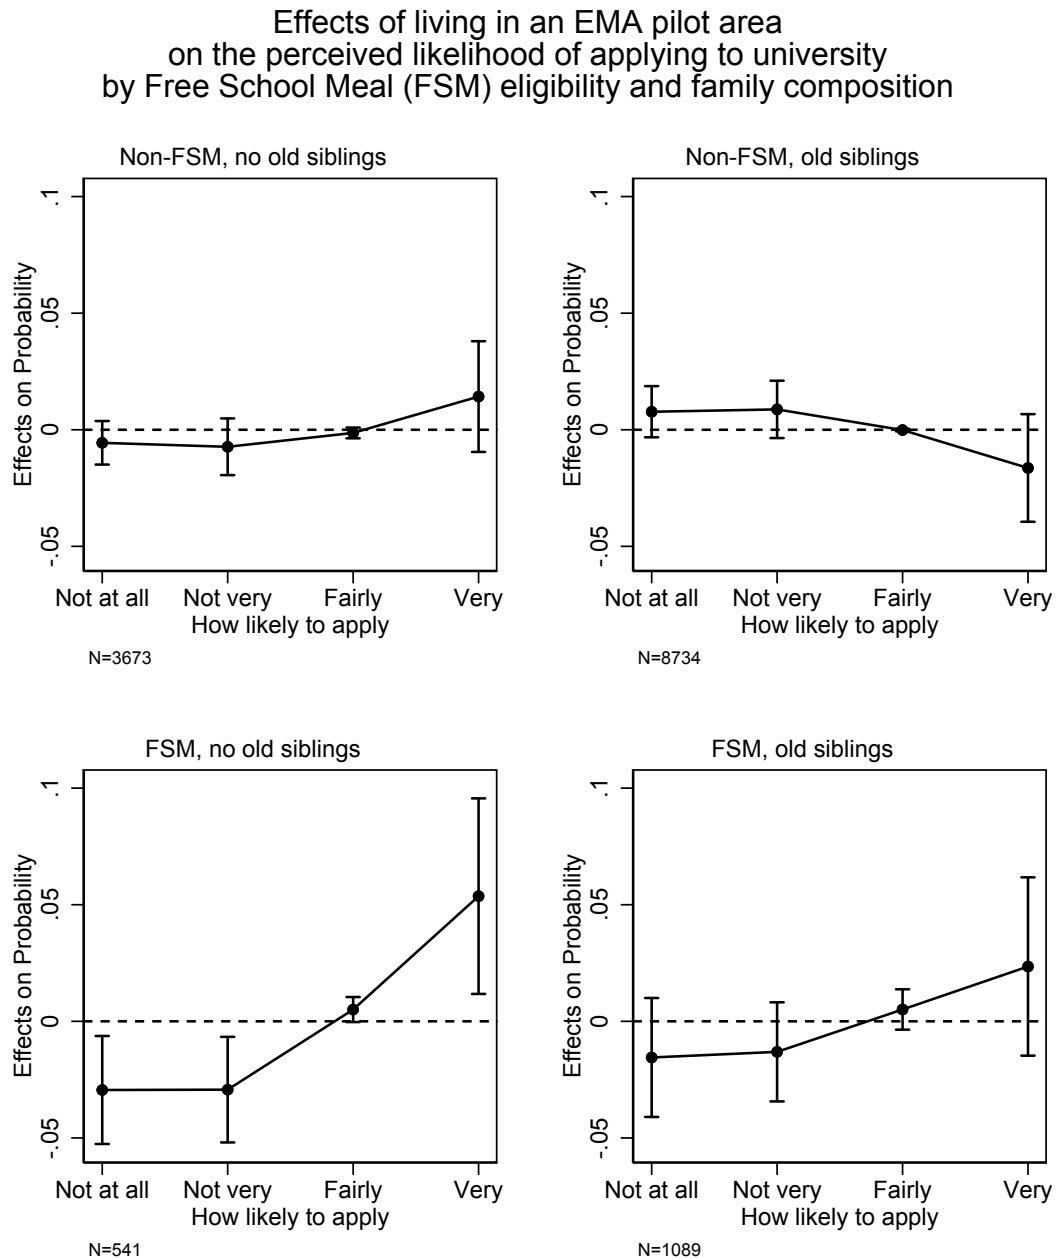 Effects of living in an EMA pilot area
on the perceived likelihood of applying to university
by Free School Meal (FSM) eligibility and family composition
Non-FSM, no old siblings
Effects on Probability
.1
.05
0
-.05
Not at all Not very Fairly Very
How likely to apply
N=3673
Non-FSM, old siblings
Effects on Probability
.1
.05
0
-.05
Not at all Not very Fairly Very
How likely to apply
N=8734
FSM, no old siblings
Effects on Probability
.1
.05
0
-.05
Not at all Not very Fairly Very
How likely to apply
N=541
FSM, old siblings
Effects on Probability
.1
.05
0
-.05
Not at all Not very Fairly Very
How likely to apply
N=1089